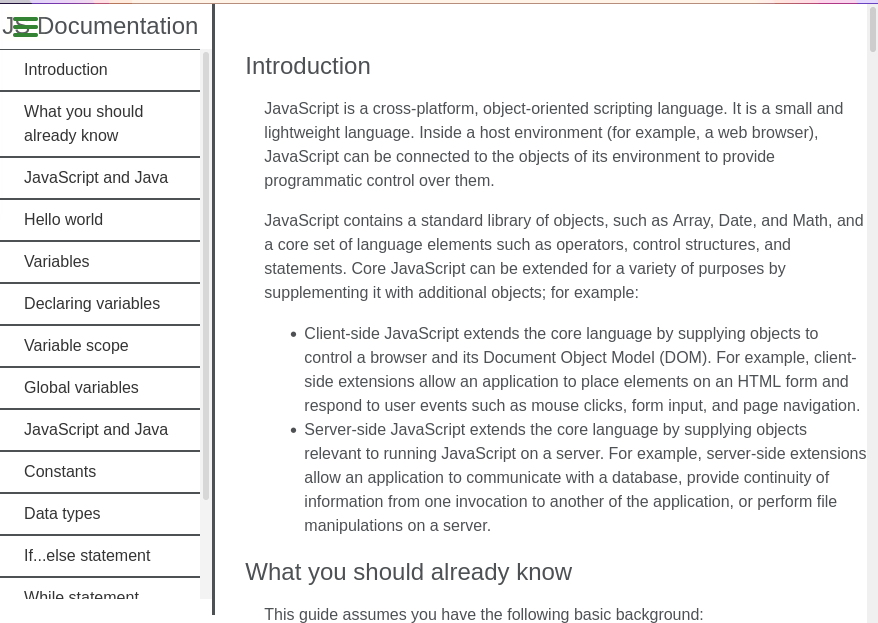 JS Documentation
Introduction
What you should
already know
JavaScript and Java
Hello world
Variables
Declaring variables
Variable scope
Global variables
JavaScript and Java
Constants
Data types
If...else statement
While statement
Introduction
JavaScript is a cross-platform, object-oriented scripting language. It is a small and
lightweight language. Inside a host environment (for example, a web browser),
JavaScript can be connected to the objects of its environment to provide
programmatic control over them.
JavaScript contains a standard library of objects, such as Array, Date, and Math, and
a core set of language elements such as operators, control structures, and
statements. Core JavaScript can be extended for a variety of purposes by
supplementing it with additional objects; for example:
• Client-side JavaScript extends the core language by supplying objects to
control a browser and its Document Object Model (DOM). For example, client-
side extensions allow an application to place elements on an HTML form and
respond to user events such as mouse clicks, form input, and page navigation.
• Server-side JavaScript extends the core language by supplying objects
relevant to running JavaScript on a server. For example, server-side extensions
allow an application to communicate with a database, provide continuity of
information from one invocation to another of the application, or perform file
manipulations on a server.
What you should already know
This guide assumes you have the following basic background: